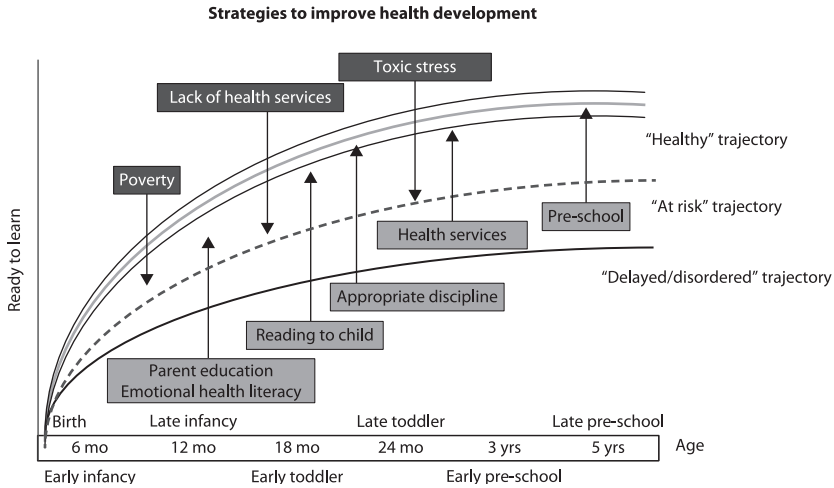 Strategies to improve health development
Toxic stress
Lack of health services
Poverty
"Healthy" trajectory
"At risk" trajectory
"Delayed/disordered" trajectory
Pre-school
Health services
Appropriate discipline
Reading to child
Parent education
Emotional health literacy
Ready to learn
Birth
Late infancy
Late toddler
Late pre-school
6 mo
12 mo
18 mo
24 mo
3 yrs
5 yrs
Age
Early infancy
Early toddler
Early pre-school